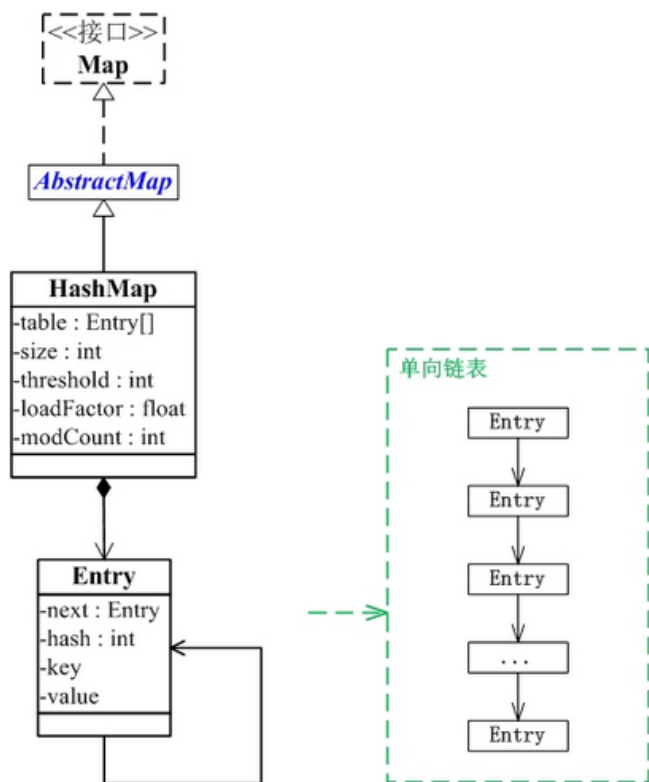 <<接口>>
Map
AbstractMap
HashMap
-table : Entry[]
-size : int
-threshold : int
-loadFactor : float
-modCount : int
Entry
-next : Entry
-hash : int
-key
-value
单向链表
Entry
Entry
Entry
...
Entry